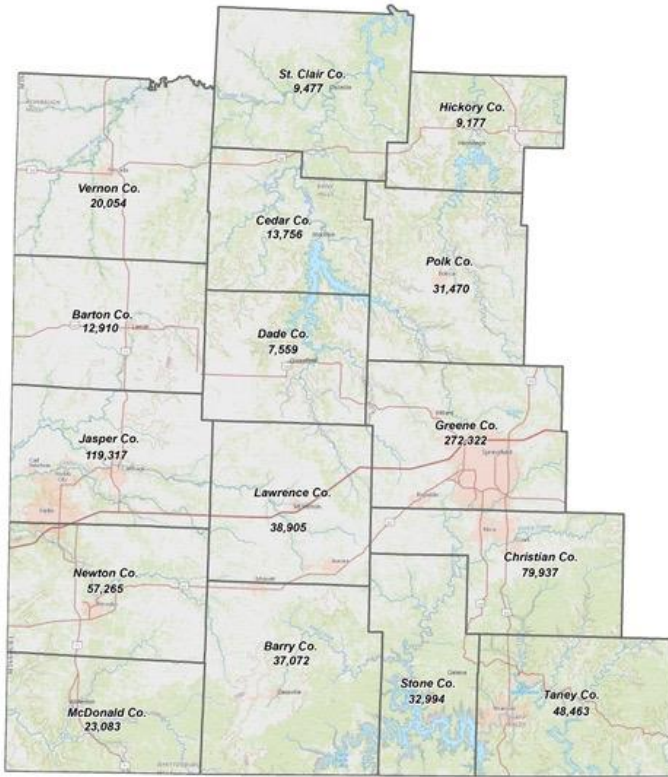 St. Clair Co.
9,477
Hickory Co.
9,177
Vernon Co.
20,054
Cedar Co.
13,756
Polk Co.
31,470
Barton Co.
12,910
Dade Co.
7,559
Jasper Co.
119,317
Greene Co.
272,322
Springfield
Lawrence Co.
38,905
Newton Co.
57,265
Christian Co.
79,937
Barry Co.
37,072
Stone Co.
32,994
Taney Co.
48,463
McDonald Co.
23,083